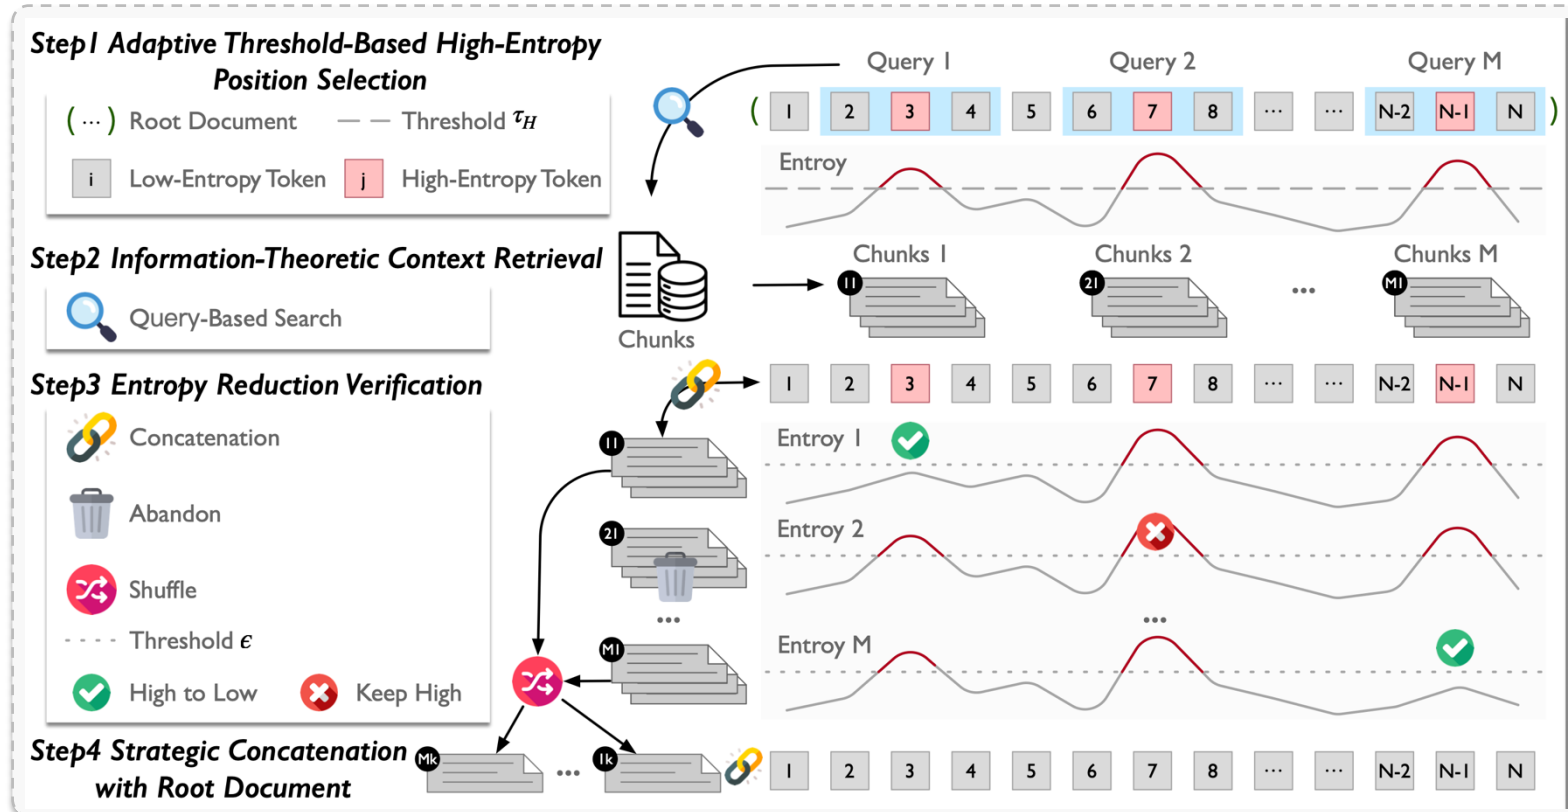 Step1 Adaptive Threshold-Based High-Entropy
Position Selection
(...) Root Document
Threshold τH
i Low-Entropy Token
j High-Entropy Token
Query 1
Query 2
Query M
( 1 2 3 4 5 6 7 8 ... ... N-2 N-1 N )
Entroy
Step2 Information-Theoretic Context Retrieval
Query-Based Search
Chunks
Chunks 1
Chunks 2
Chunks M
11
21
...
M1
Step3 Entropy Reduction Verification
Concatenation
Abandon
Shuffle
Threshold ϵ
High to Low
Keep High
1 2 3 4 5 6 7 8 ... ... N-2 N-1 N
11
Entroy 1
21
Entroy 2
...
...
M1
Entroy M
Step4 Strategic Concatenation
with Root Document
Mk
...
1k
1 2 3 4 5 6 7 8 ... ... N-2 N-1 N